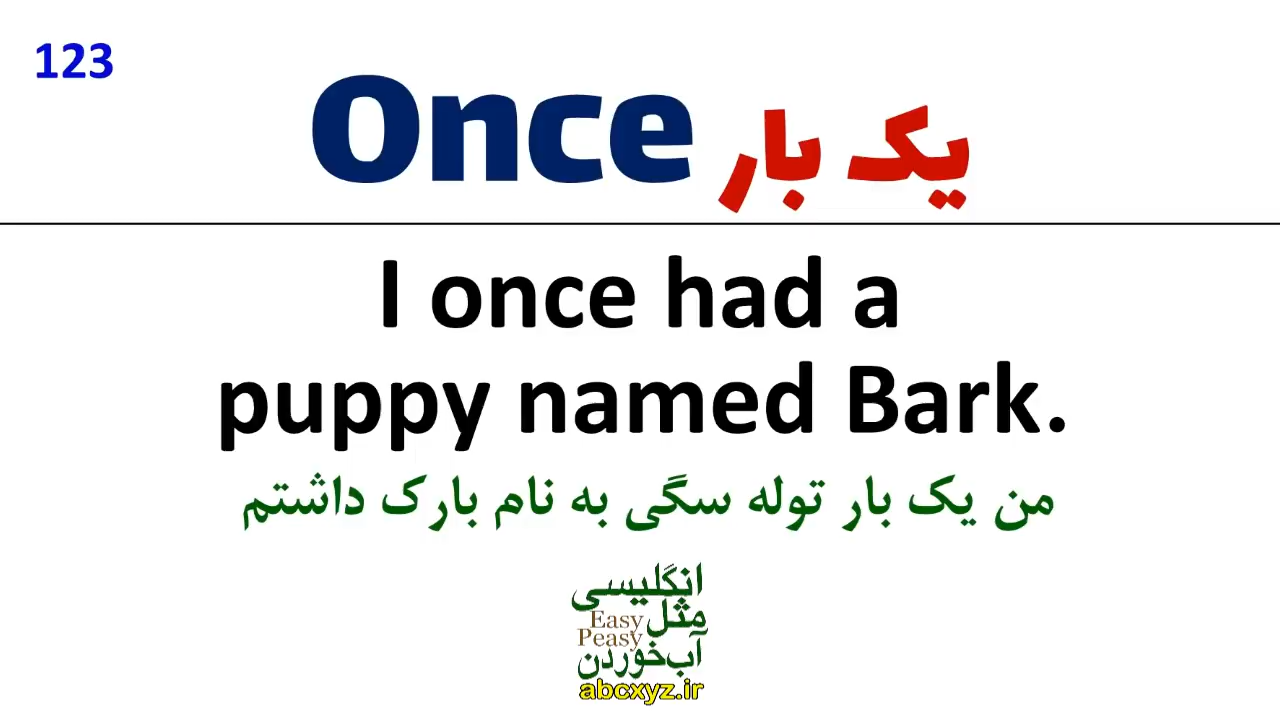 123
Once یک بار
I once had a
puppy named Bark.
من یک بار توله سگی به نام بارک داشتم
انگلیسی
مثل Easy
Peasy
آب‌خوردن
abcxyz.ir